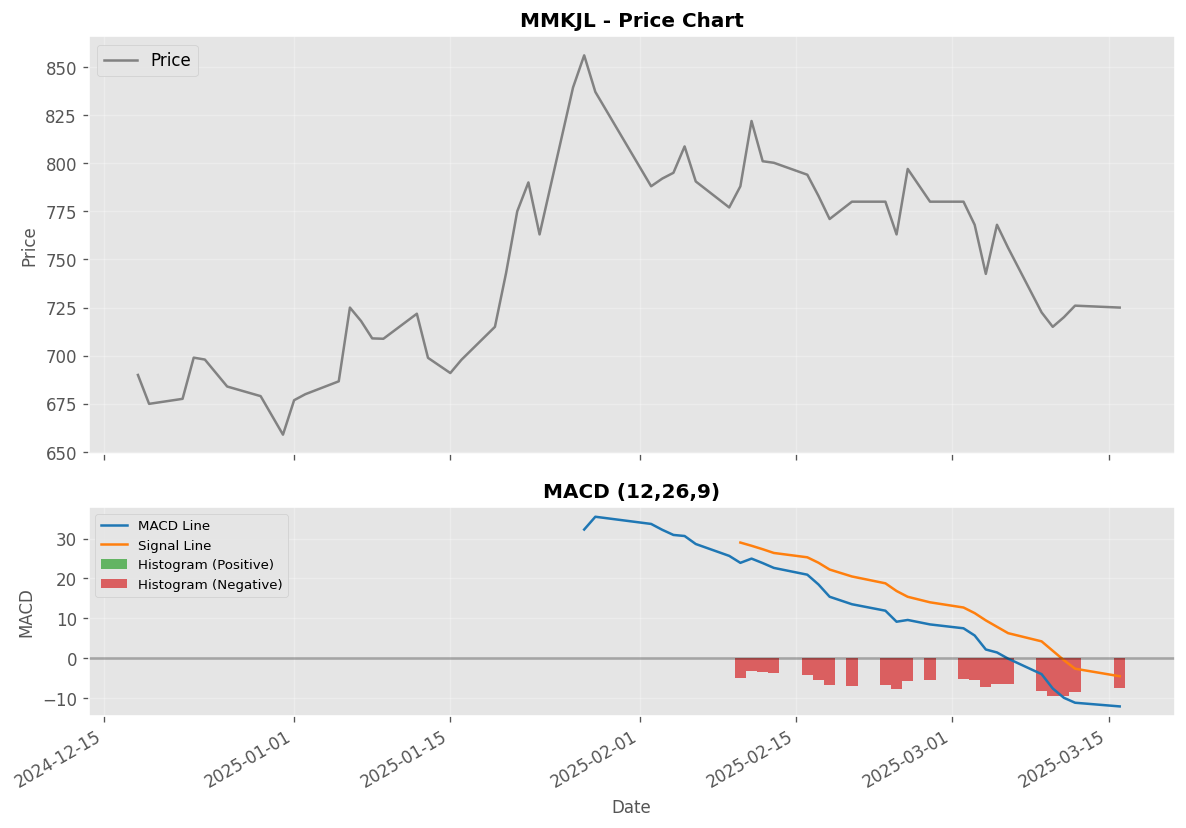 MMKJL - Price Chart
Price
850
825
800
775
750
725
700
675
650
Price
MACD (12,26,9)
MACD Line
Signal Line
Histogram (Positive)
Histogram (Negative)
30
20
10
0
−10
MACD
2024-12-15
2025-01-01
2025-01-15
2025-02-01
2025-02-15
2025-03-01
2025-03-15
Date